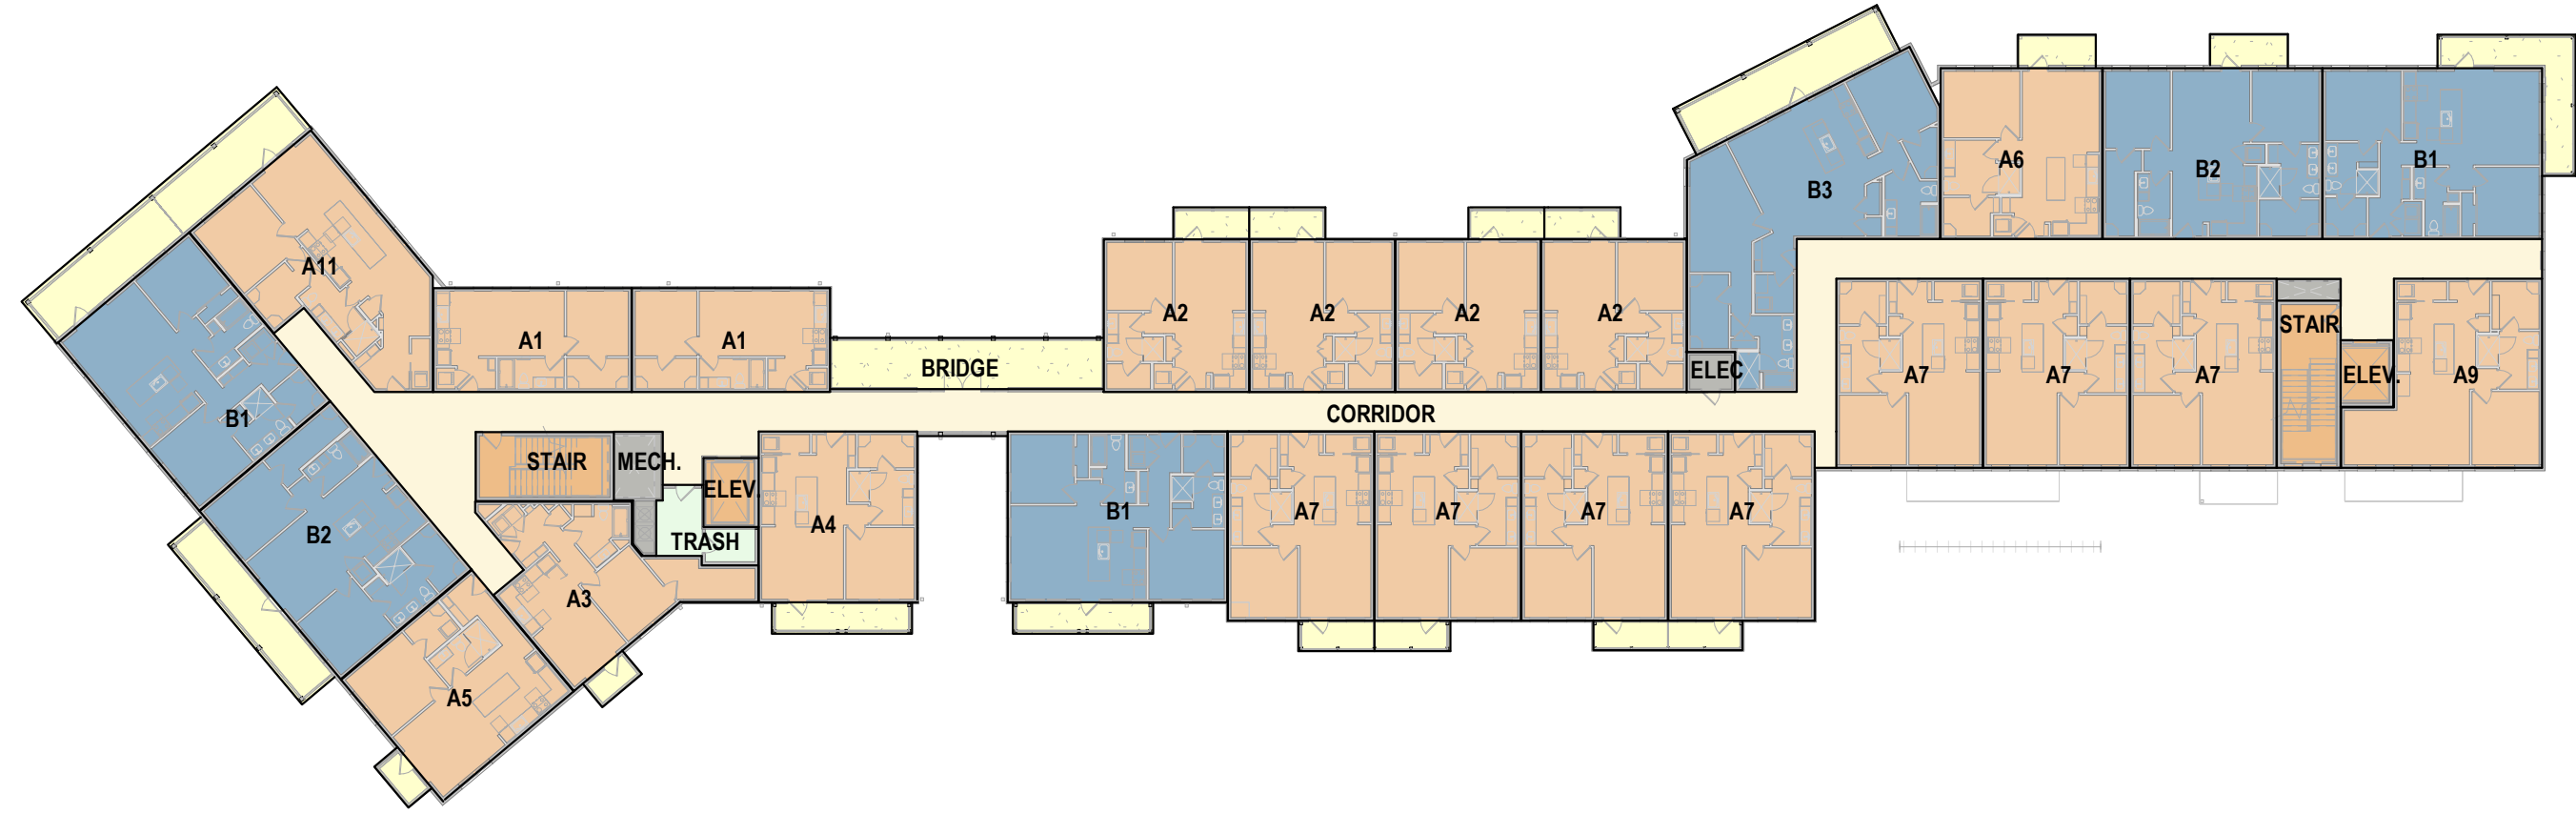 A6
B2
B1
B3
A11
A1
A1
BRIDGE
A2
A2
A2
A2
ELEC
STAIR
ELEV.
A7
A7
A7
A9
CORRIDOR
B1
B2
STAIR
MECH.
ELEV.
TRASH
A4
B1
A7
A7
A7
A7
A3
A5